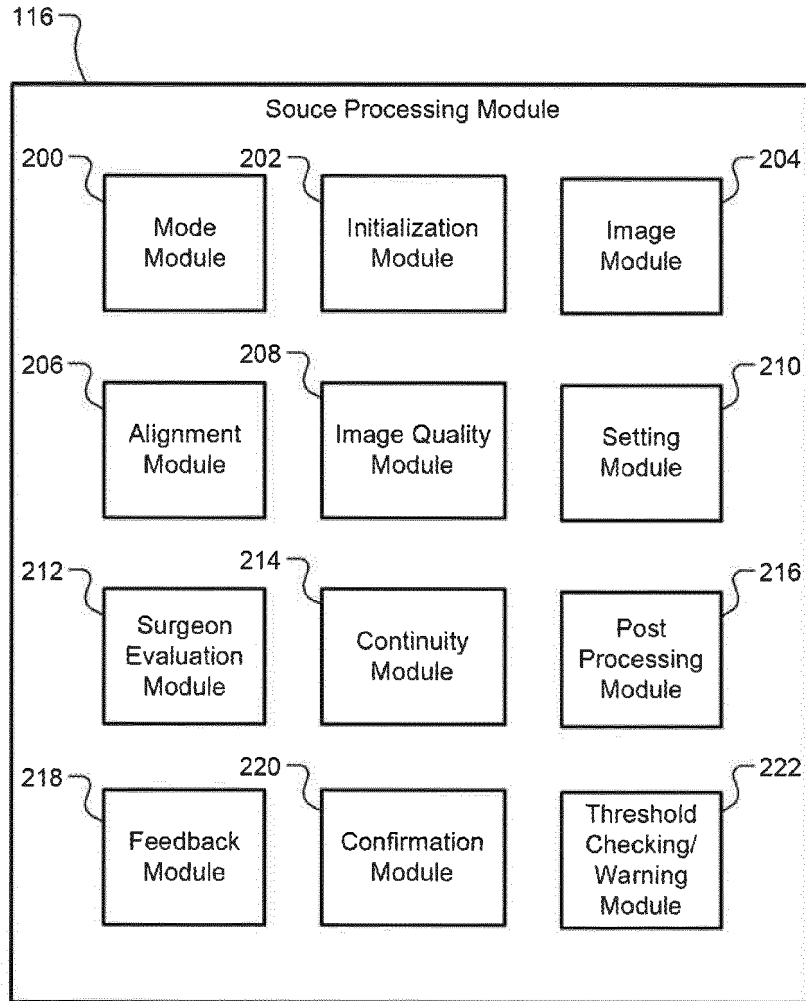 116
Souce Processing Module
200
202
204
Mode
Module
Initialization
Module
Image
Module
206
208
210
Alignment
Module
Image Quality
Module
Setting
Module
212
214
216
Surgeon
Evaluation
Module
Continuity
Module
Post
Processing
Module
218
220
222
Feedback
Module
Confirmation
Module
Threshold
Checking/
Warning
Module